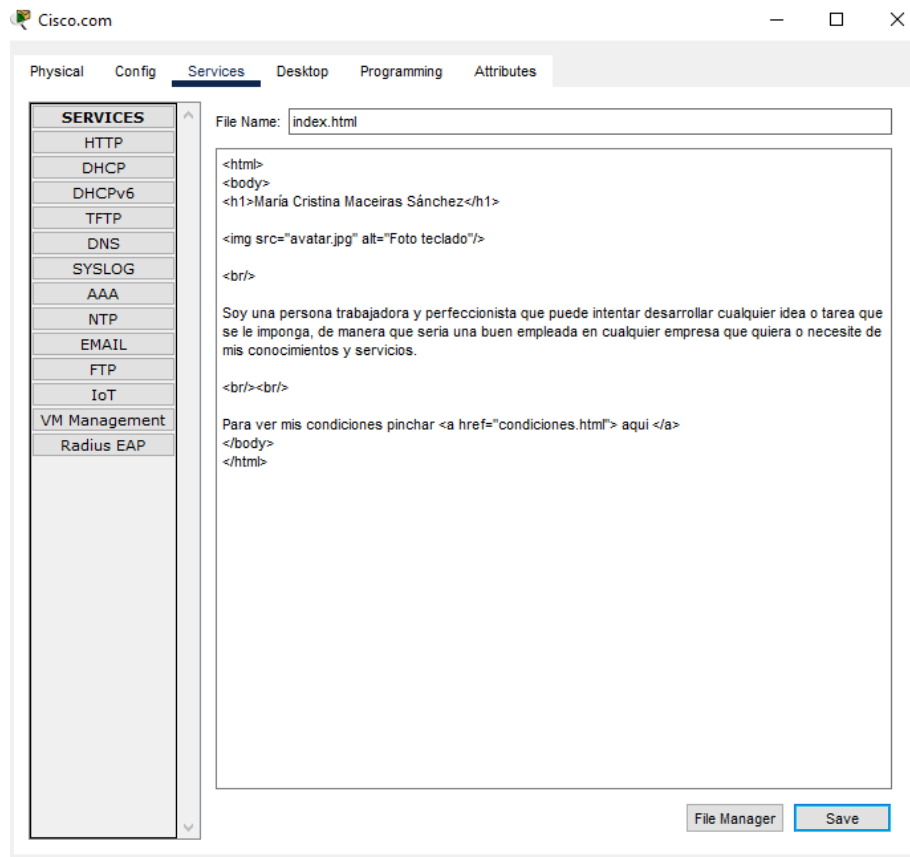 Cisco.com
Physical Config Services Desktop Programming Attributes
SERVICES
HTTP
DHCP
DHCPv6
TFTP
DNS
SYSLOG
AAA
NTP
EMAIL
FTP
IoT
VM Management
Radius EAP
File Name: index.html
<html>
<body>
<h1>María Cristina Maceiras Sánchez</h1>
<img src="avatar.jpg" alt="Foto teclado"/>
<br/>
Soy una persona trabajadora y perfeccionista que puede intentar desarrollar cualquier idea o tarea que
se le imponga, de manera que seria una buen empleada en cualquier empresa que quiera o necesite de
mis conocimientos y servicios.
<br/><br/>
Para ver mis condiciones pinchar <a href="condiciones.html"> aqui </a>
</body>
</html>
File Manager Save